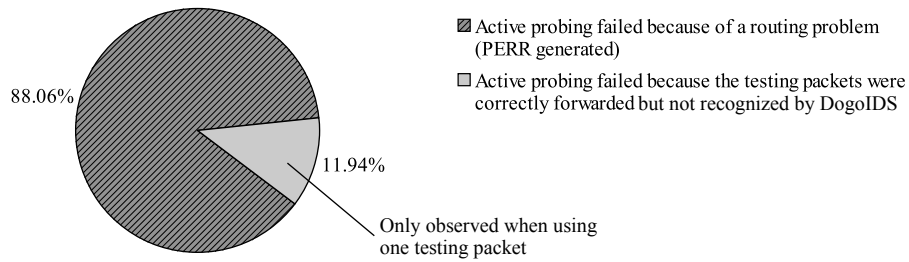 Active probing failed because of a routing problem
(PERR generated)
Active probing failed because the testing packets were
correctly forwarded but not recognized by DogoIDS
88.06%
11.94%
Only observed when using
one testing packet